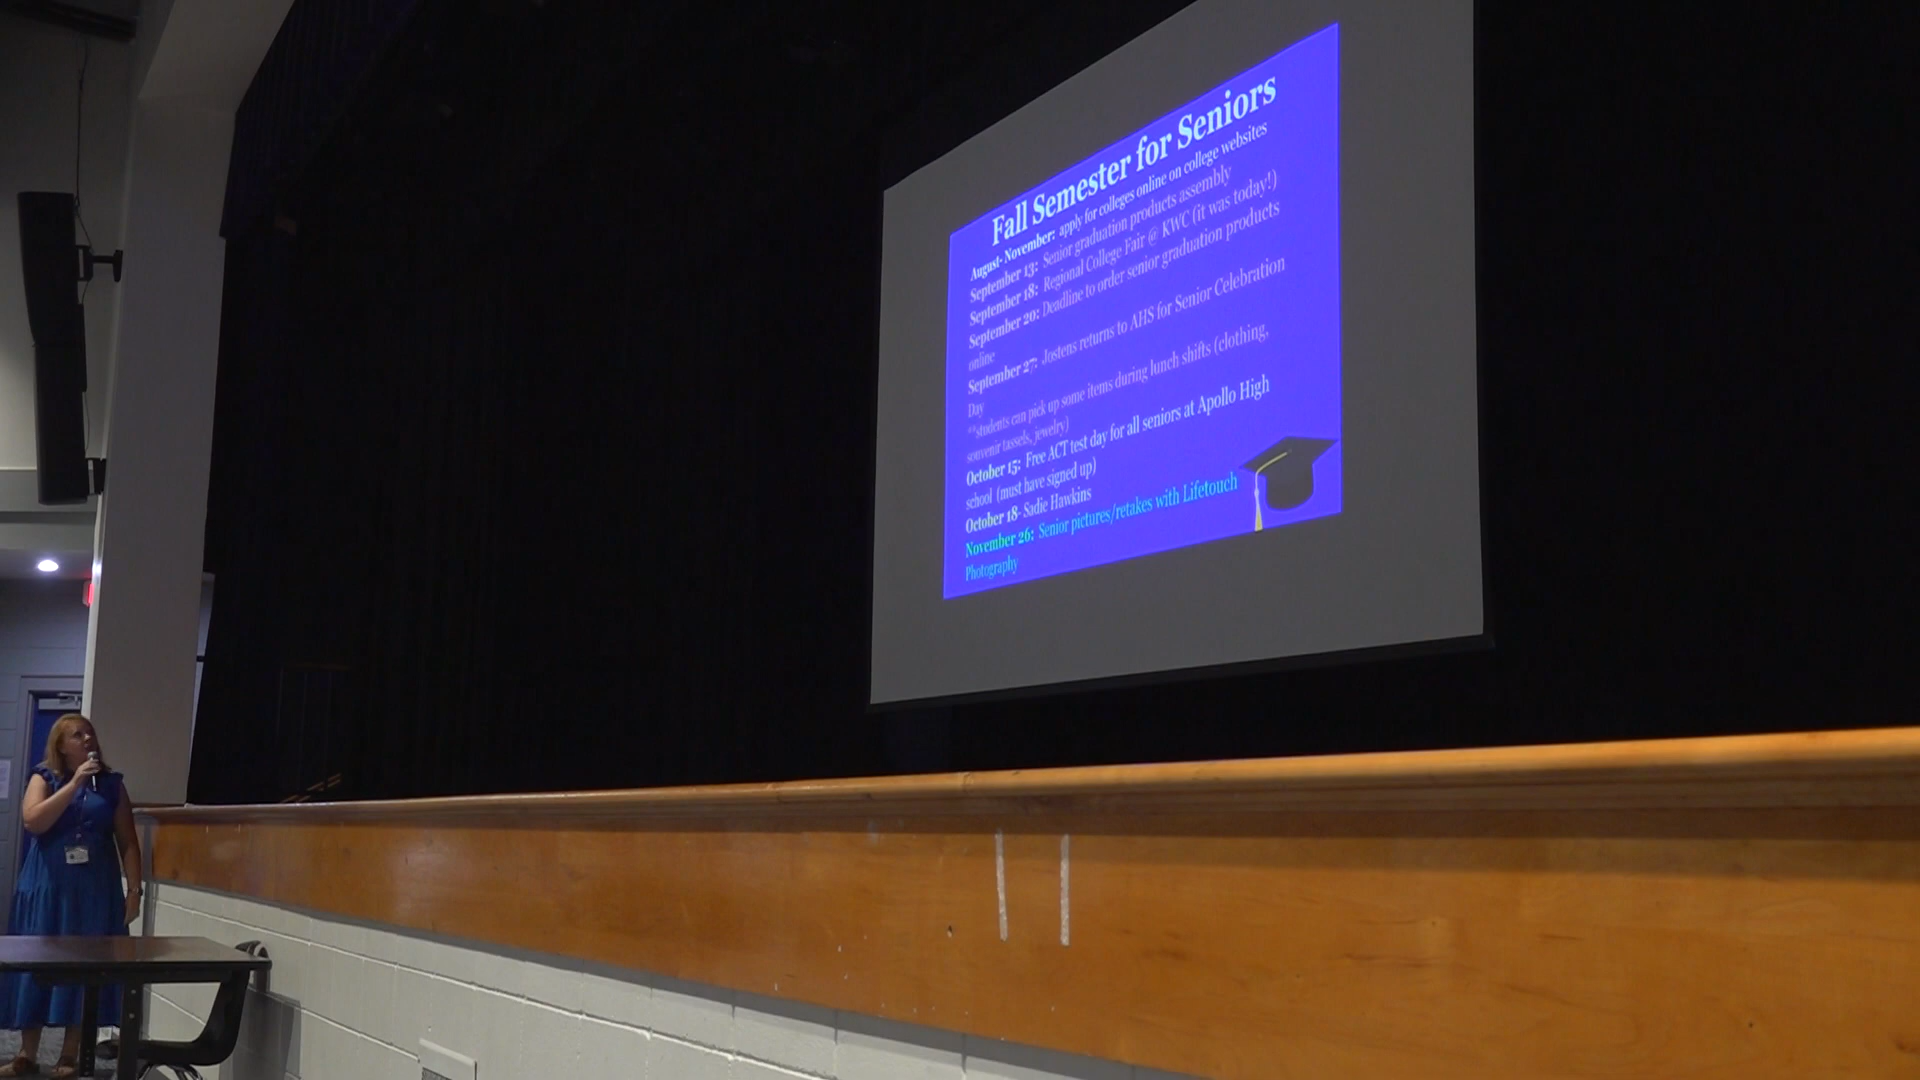 Fall Semester for Seniors
August- November: apply for colleges online on college websites
September 13: Senior graduation products assembly
September 18: Regional College Fair @ KWC (it was today!)
September 20: Deadline to order senior graduation products
online
September 27: Jostens returns to AHS for Senior Celebration
Day
**students can pick up some items during lunch shifts (clothing,
souvenir tassels, jewelry)
October 15: Free ACT test day for all seniors at Apollo High
school (must have signed up)
October 18- Sadie Hawkins
November 26: Senior pictures/retakes with Lifetouch
Photography